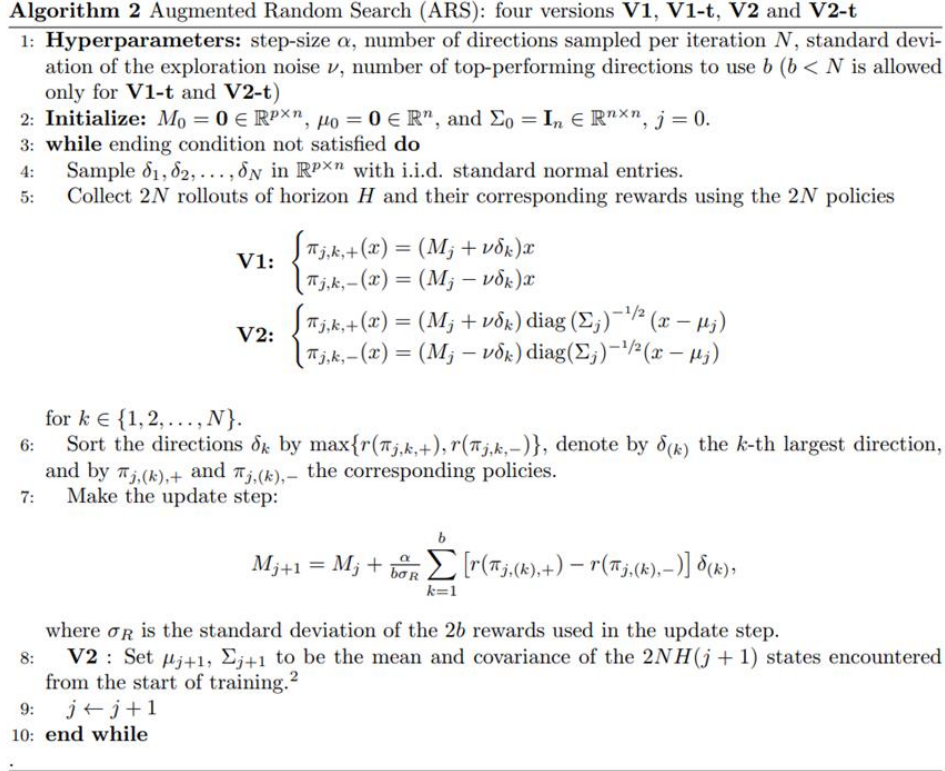 Algorithm 2 Augmented Random Search (ARS): four versions V1, V1-t, V2 and V2-t
1: Hyperparameters: step-size α, number of directions sampled per iteration N, standard devi-
ation of the exploration noise ν, number of top-performing directions to use b (b < N is allowed
only for V1-t and V2-t)
2: Initialize: M₀ = 0 ∈ ℝ^{p×n}, μ₀ = 0 ∈ ℝⁿ, and Σ₀ = Iₙ ∈ ℝ^{n×n}, j = 0.
3: while ending condition not satisfied do
4: Sample δ₁, δ₂, . . . , δ_N in ℝ^{p×n} with i.i.d. standard normal entries.
5: Collect 2N rollouts of horizon H and their corresponding rewards using the 2N policies
V1: { π_{j,k,+}(x) = (M_j + νδ_k)x
π_{j,k,−}(x) = (M_j − νδ_k)x
V2: { π_{j,k,+}(x) = (M_j + νδ_k) diag (Σ_j)^{−1/2} (x − μ_j)
π_{j,k,−}(x) = (M_j − νδ_k) diag(Σ_j)^{−1/2}(x − μ_j)
for k ∈ {1, 2, . . . , N}.
6: Sort the directions δ_k by max{r(π_{j,k,+}), r(π_{j,k,−})}, denote by δ_{(k)} the k-th largest direction,
and by π_{j,(k),+} and π_{j,(k),−} the corresponding policies.
7: Make the update step:
M_{j+1} = M_j + \frac{α}{bσ_R} \sum_{k=1}^{b} [r(π_{j,(k),+}) − r(π_{j,(k),−})] δ_{(k)},
where σ_R is the standard deviation of the 2b rewards used in the update step.
8: V2 : Set μ_{j+1}, Σ_{j+1} to be the mean and covariance of the 2NH(j + 1) states encountered
from the start of training.²
9: j ← j + 1
10: end while
.